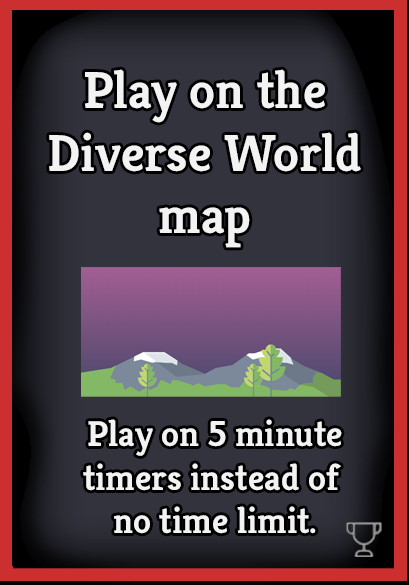 Play on the
Diverse World
map
Play on 5 minute
timers instead of
no time limit.